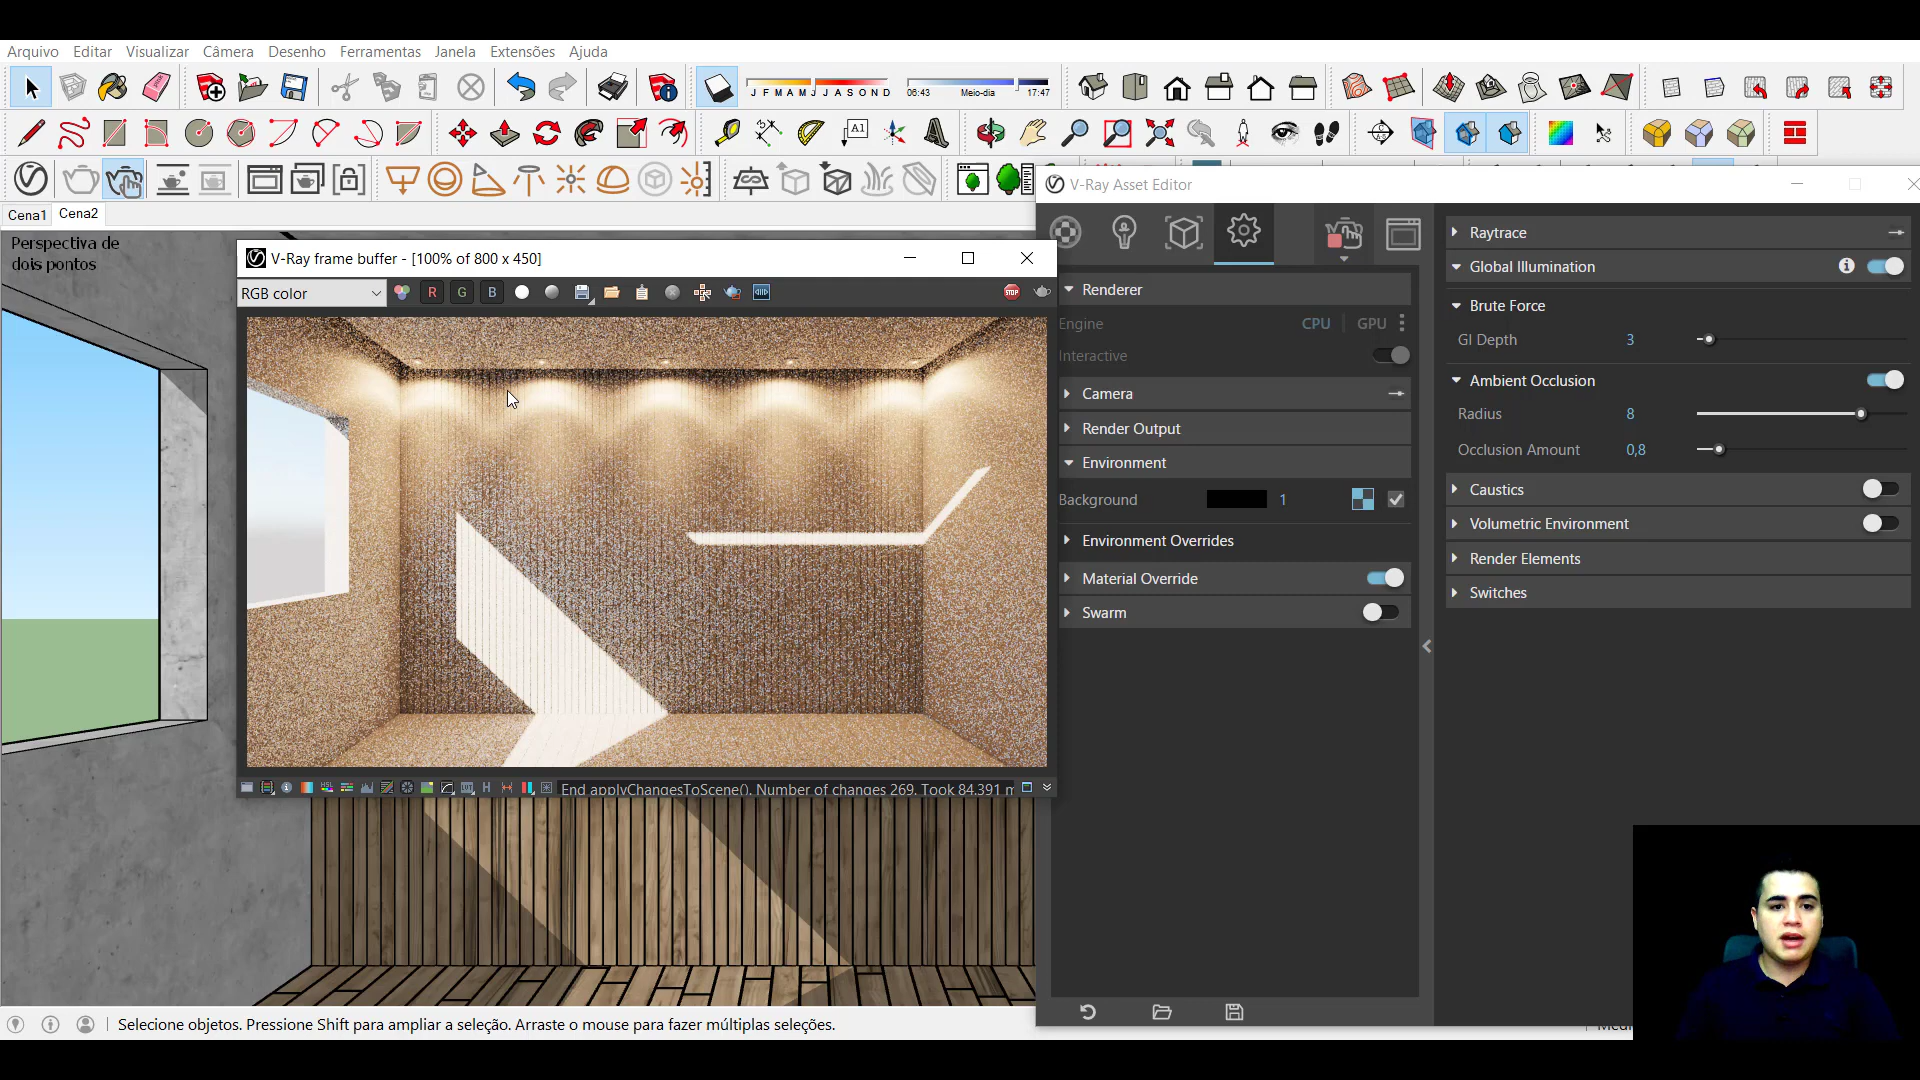 Arquivo Editar Visualizar Câmera Desenho Ferramentas Janela Extensões Ajuda
J F M A M J J A S O N D
06:43 Meio-dia 17:47
A1
Cena1 Cena2
V-Ray Asset Editor
Perspectiva de
dois pontos
V-Ray frame buffer - [100% of 800 x 450]
RGB color
R G B
STOP
End applyChangesToScene(). Number of changes 269. Took 84.391 m
HSL
LUT
H
Renderer
Engine CPU GPU
Interactive
Camera
Render Output
Environment
Background 1
Environment Overrides
Material Override
Swarm
Raytrace
Global Illumination
Brute Force
GI Depth 3
Ambient Occlusion
Radius 8
Occlusion Amount 0,8
Caustics
Volumetric Environment
Render Elements
Switches
Selecione objetos. Pressione Shift para ampliar a seleção. Arraste o mouse para fazer múltiplas seleções.